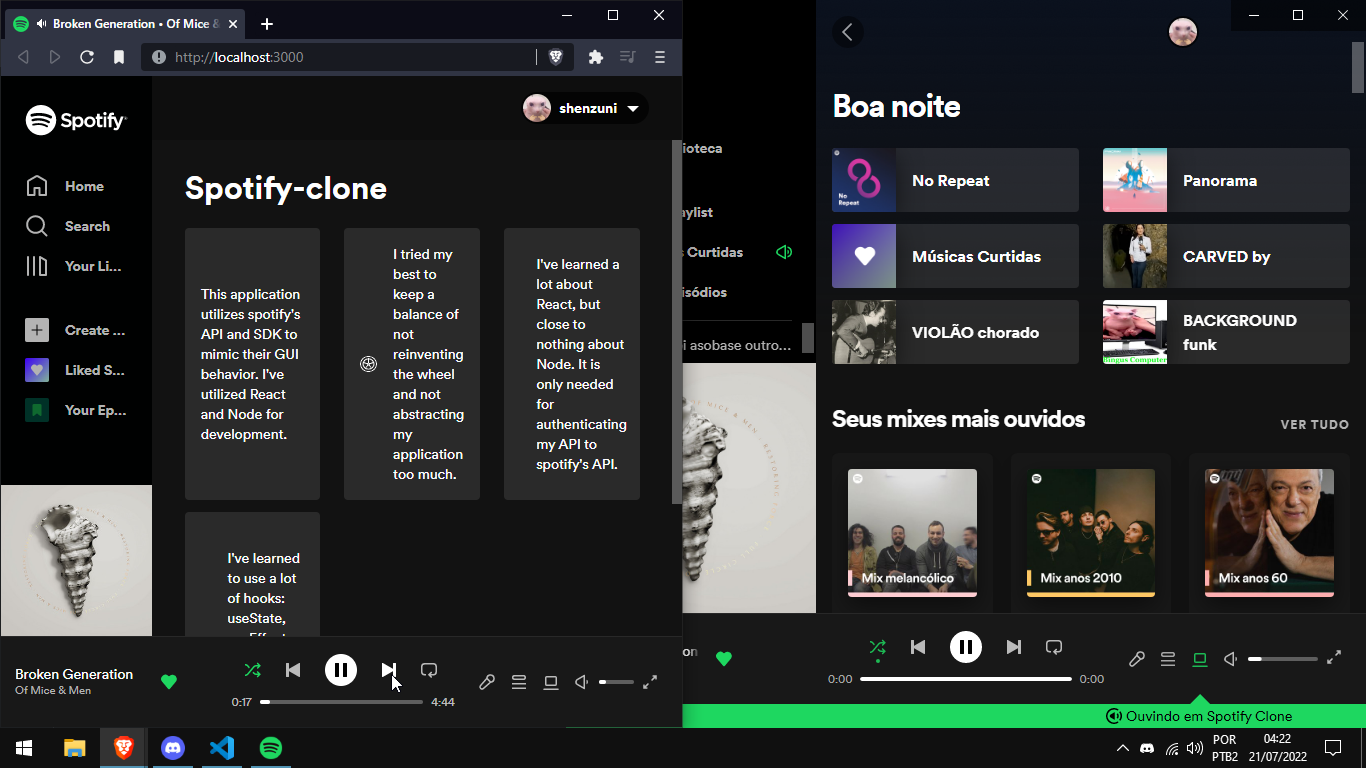 Broken Generation • Of Mice &
http://localhost:3000
Spotify
Home
Search
Your Li...
Create ...
Liked S...
Your Ep...
shenzuni
Spotify-clone
This application
utilizes spotify's
API and SDK to
mimic their GUI
behavior. I've
utilized React
and Node for
development.
I tried my
best to
keep a
balance of
not
reinventing
the wheel
and not
abstracting
my
application
too much.
I've learned a
lot about
React, but
close to
nothing about
Node. It is
only needed
for
authenticating
my API to
spotify's API.
I've learned
to use a lot
of hooks:
useState,
Broken Generation
Of Mice & Men
0:17
4:44
ioteca
ylist
s Curtidas
isódios
i asobase outro...
OF MICE & MEN
on
Boa noite
No Repeat
No
Repeat
Panorama
Músicas Curtidas
CARVED by
VIOLÃO chorado
BACKGROUND
funk
Seus mixes mais ouvidos
VER TUDO
Mix melancólico
Mix anos 2010
Mix anos 60
0:00
0:00
Ouvindo em Spotify Clone
POR
PTB2
04:22
21/07/2022